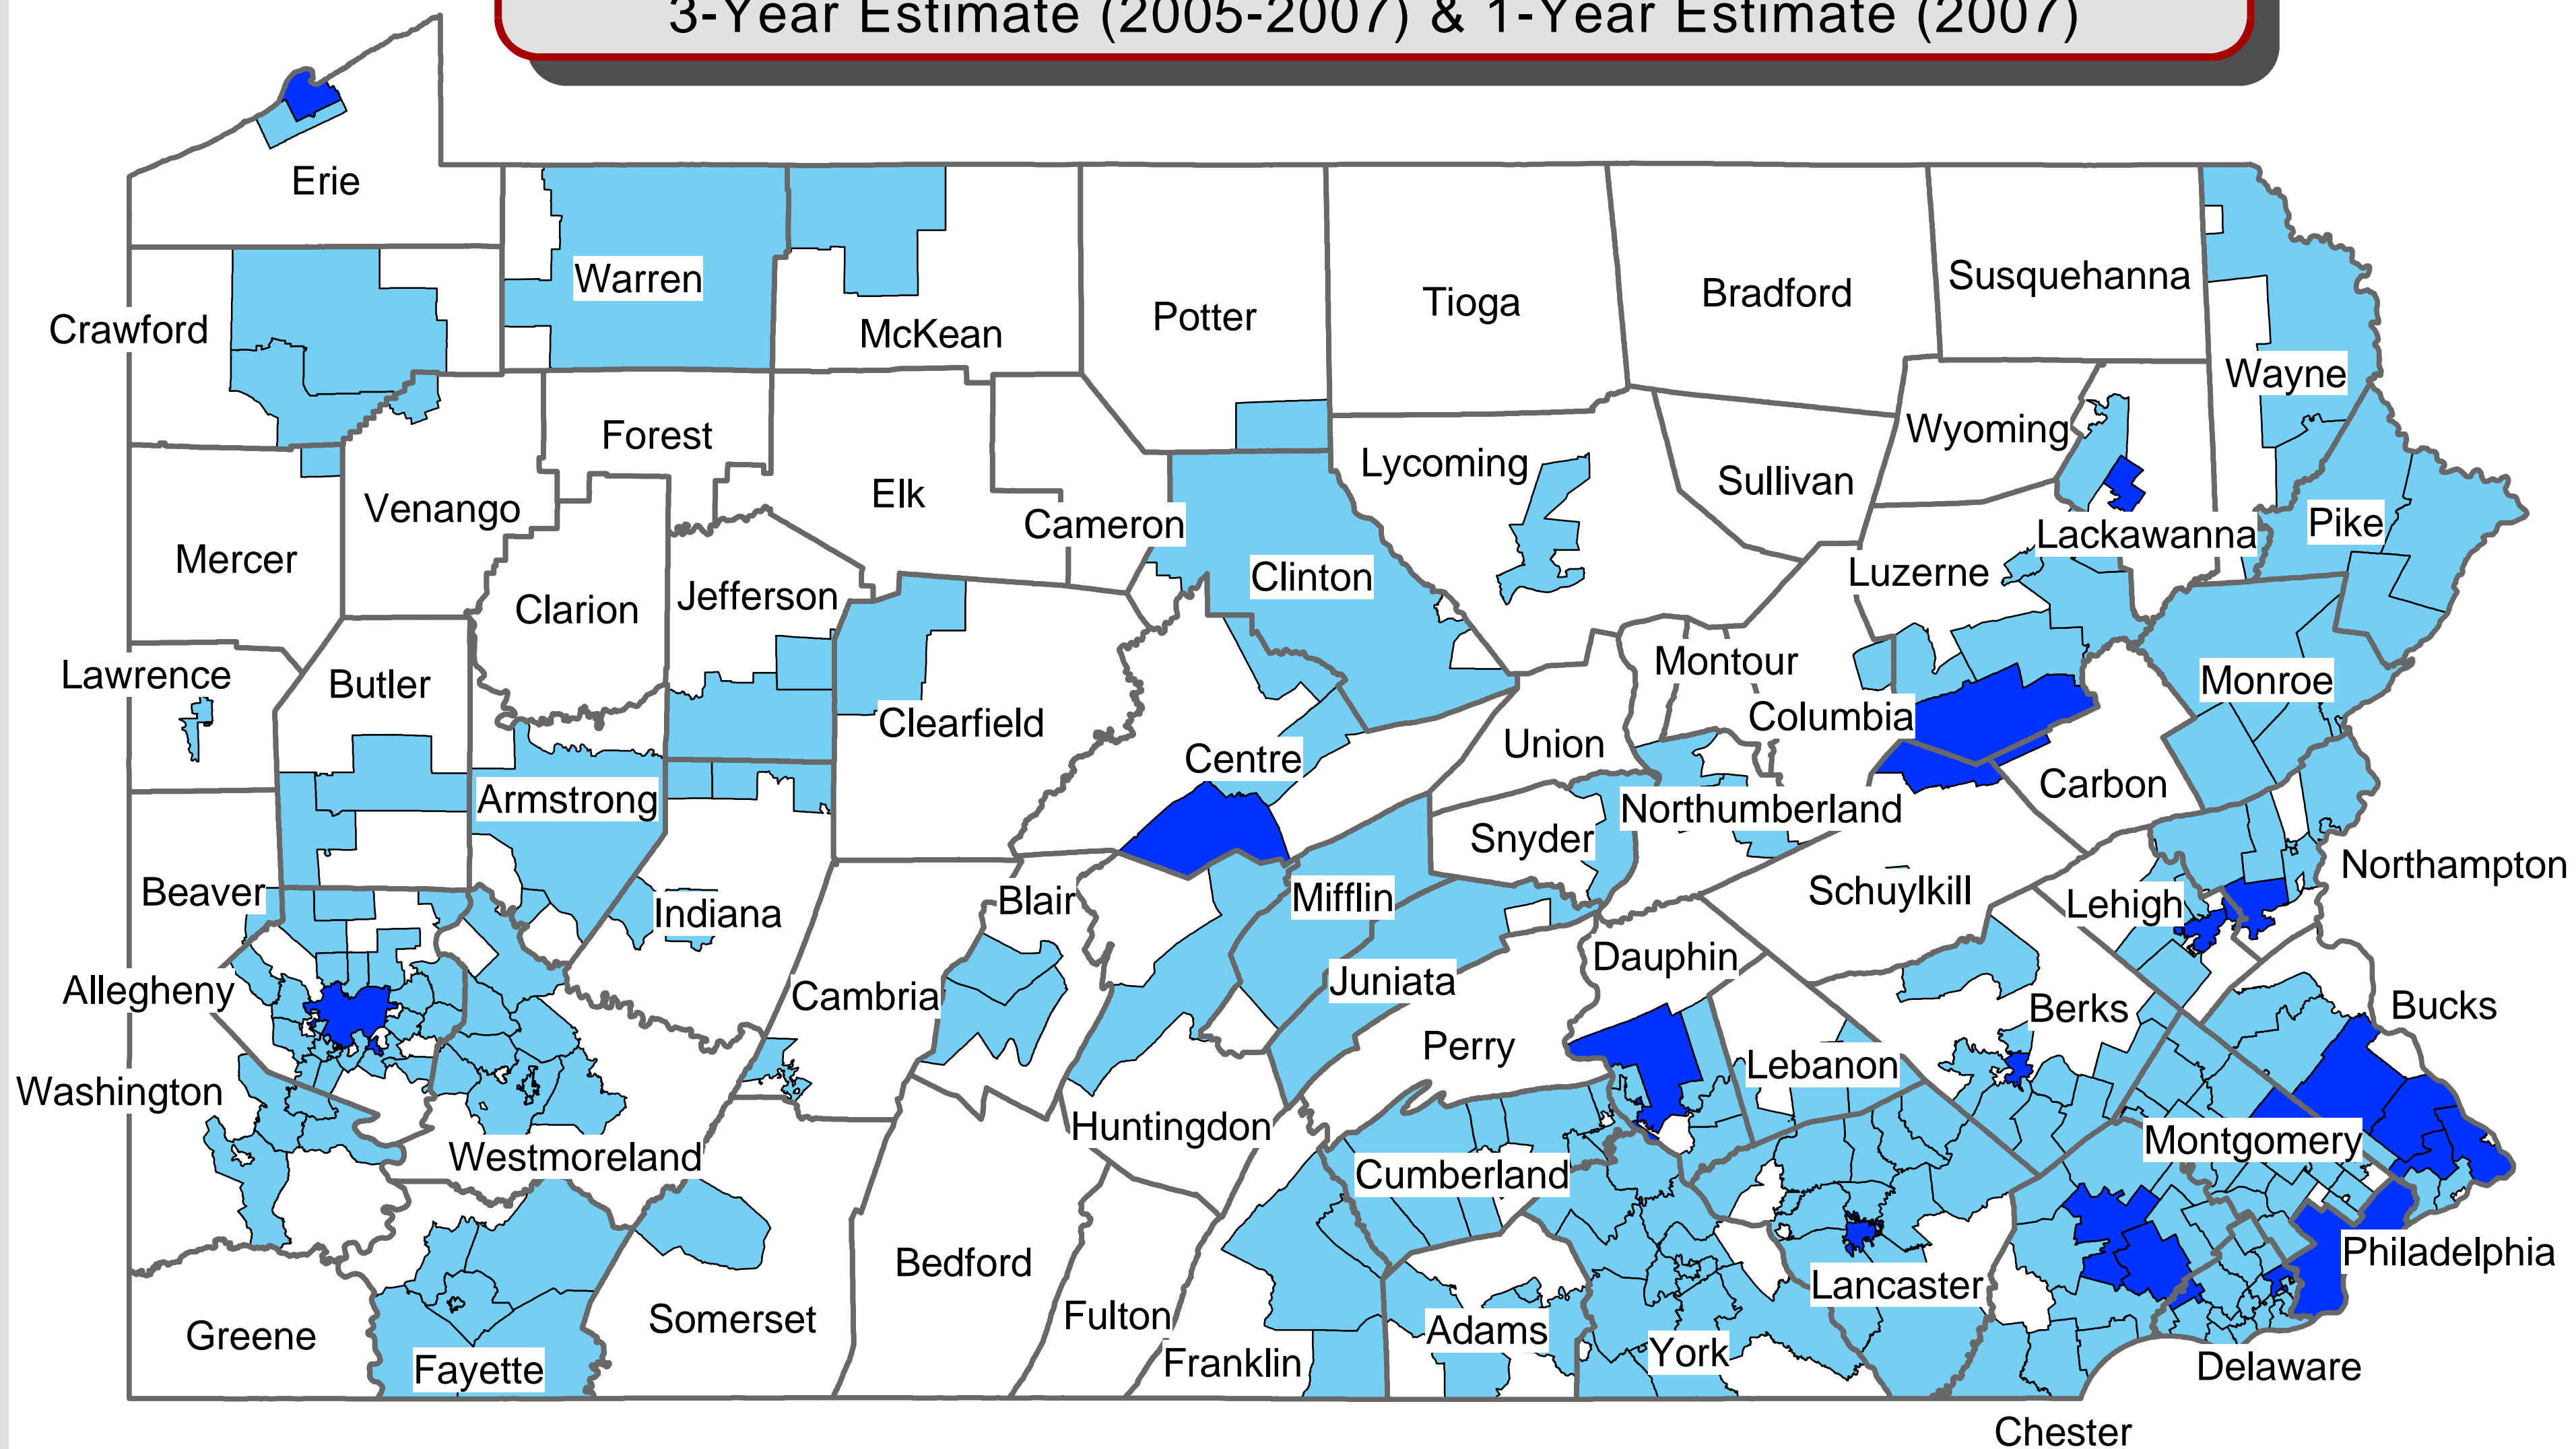 3-Year Estimate (2005-2007) & 1-Year Estimate (2007)
Erie
Warren
McKean
Crawford
Potter
Tioga
Bradford
Susquehanna
Wayne
Forest
Wyoming
Lycoming
Sullivan
Elk
Venango
Cameron
Mercer
Lackawanna
Pike
Clinton
Luzerne
Jefferson
Clarion
Lawrence
Butler
Montour
Monroe
Columbia
Clearfield
Centre
Union
Carbon
Armstrong
Northumberland
Snyder
Northampton
Beaver
Blair
Mifflin
Schuylkill
Indiana
Lehigh
Dauphin
Juniata
Allegheny
Cambria
Berks
Bucks
Perry
Lebanon
Washington
Huntingdon
Montgomery
Westmoreland
Cumberland
Philadelphia
Bedford
Lancaster
Fulton
Somerset
Greene
Adams
York
Franklin
Fayette
Delaware
Chester